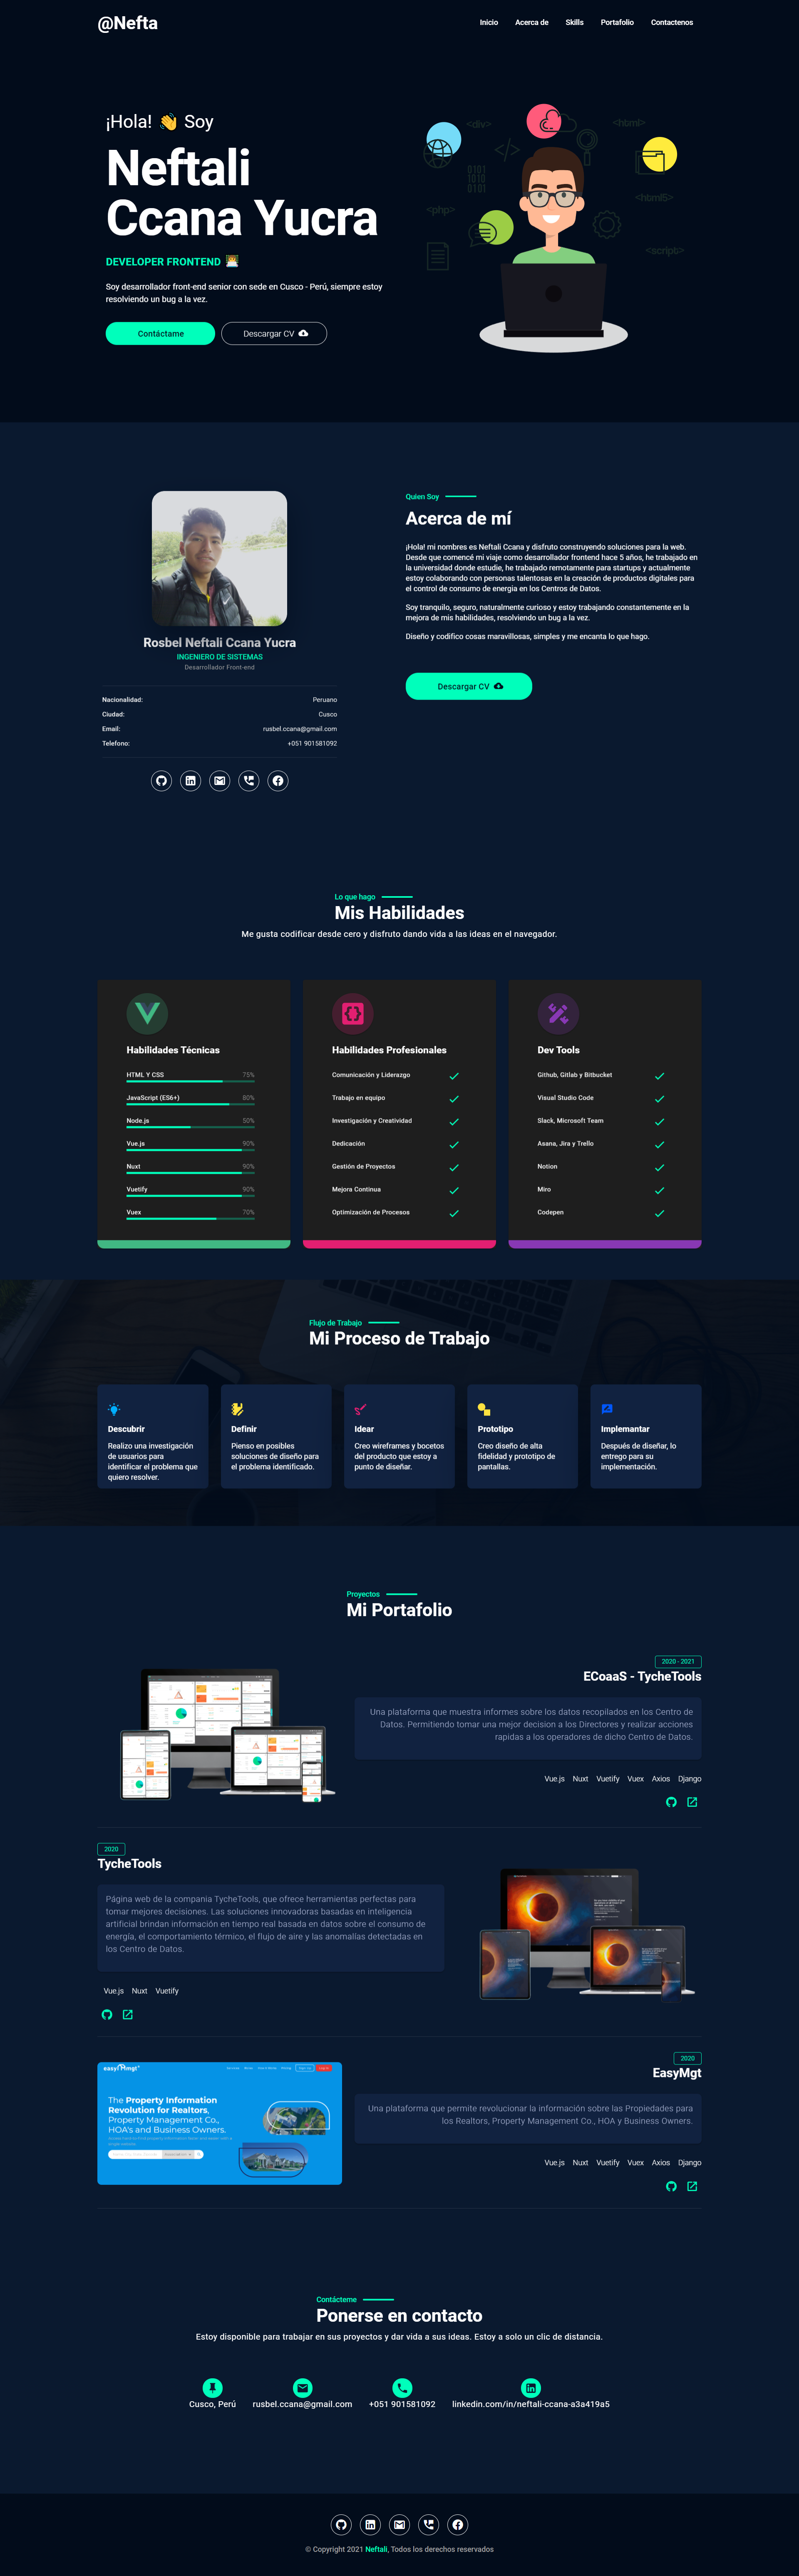 @Nefta
Inicio Acerca de Skills Portafolio Contactenos
¡Hola! 👋 Soy
Neftali
Ccana Yucra
DEVELOPER FRONTEND
Soy desarrollador front-end senior con sede en Cusco - Perú, siempre estoy
resolviendo un bug a la vez.
Contáctame Descargar CV
<div>
<html>
0101
1010
0101
<php>
<html5>
<script>
Quien Soy
Acerca de mí
¡Hola! mi nombres es Neftali Ccana y disfruto construyendo soluciones para la web.
Desde que comencé mi viaje como desarrollador frontend hace 5 años, he trabajado en
la universidad donde estudie, he trabajado remotamente para startups y actualmente
estoy colaborando con personas talentosas en la creación de productos digitales para
el control de consumo de energía en los Centros de Datos.
Soy tranquilo, seguro, naturalmente curioso y estoy trabajando constantemente en la
mejora de mis habilidades, resolviendo un bug a la vez.
Diseño y codifico cosas maravillosas, simples y me encanta lo que hago.
Descargar CV
Rosbel Neftali Ccana Yucra
INGENIERO DE SISTEMAS
Desarrollador Front-end
Nacionalidad: Peruano
Ciudad: Cusco
Email: rusbel.ccana@gmail.com
Telefono: +051 901581092
Lo que hago
Mis Habilidades
Me gusta codificar desde cero y disfruto dando vida a las ideas en el navegador.
Habilidades Técnicas
HTML Y CSS 75%
JavaScript (ES6+) 80%
Node.js 50%
Vue.js 90%
Nuxt 90%
Vuetify 90%
Vuex 70%
Habilidades Profesionales
Comunicación y Liderazgo
Trabajo en equipo
Investigación y Creatividad
Dedicación
Gestión de Proyectos
Mejora Continua
Optimización de Procesos
Dev Tools
Github, Gitlab y Bitbucket
Visual Studio Code
Slack, Microsoft Team
Asana, Jira y Trello
Notion
Miro
Codepen
Flujo de Trabajo
Mi Proceso de Trabajo
Descubrir
Realizo una investigación
de usuarios para
identificar el problema que
quiero resolver.
Definir
Pienso en posibles
soluciones de diseño para
el problema identificado.
Idear
Creo wireframes y bocetos
del producto que estoy a
punto de diseñar.
Prototipo
Creo diseño de alta
fidelidad y prototipo de
pantallas.
Implemantar
Después de diseñar, lo
entrego para su
implementación.
Proyectos
Mi Portafolio
2020 - 2021
ECoaaS - TycheTools
Una plataforma que muestra informes sobre los datos recopilados en los Centro de
Datos. Permitiendo tomar una mejor decision a los Directores y realizar acciones
rapidas a los operadores de dicho Centro de Datos.
Vue.js Nuxt Vuetify Vuex Axios Django
2020
TycheTools
Página web de la compania TycheTools, que ofrece herramientas perfectas para
tomar mejores decisiones. Las soluciones innovadoras basadas en inteligencia
artificial brindan información en tiempo real basada en datos sobre el consumo de
energía, el comportamiento térmico, el flujo de aire y las anomalías detectadas en
los Centro de Datos.
Vue.js Nuxt Vuetify
easyMmgt
The Property Information
Revolution for Realtors,
Property Management Co.,
HOA's and Business Owners.
2020
EasyMgt
Una plataforma que permite revolucionar la información sobre las Propiedades para
los Realtors, Property Management Co., HOA y Business Owners.
Vue.js Nuxt Vuetify Vuex Axios Django
Contácteme
Ponerse en contacto
Estoy disponible para trabajar en sus proyectos y dar vida a sus ideas. Estoy a solo un clic de distancia.
Cusco, Perú
rusbel.ccana@gmail.com
+051 901581092
linkedin.com/in/neftali-ccana-a3a419a5
© Copyright 2021 Neftali, Todos los derechos reservados